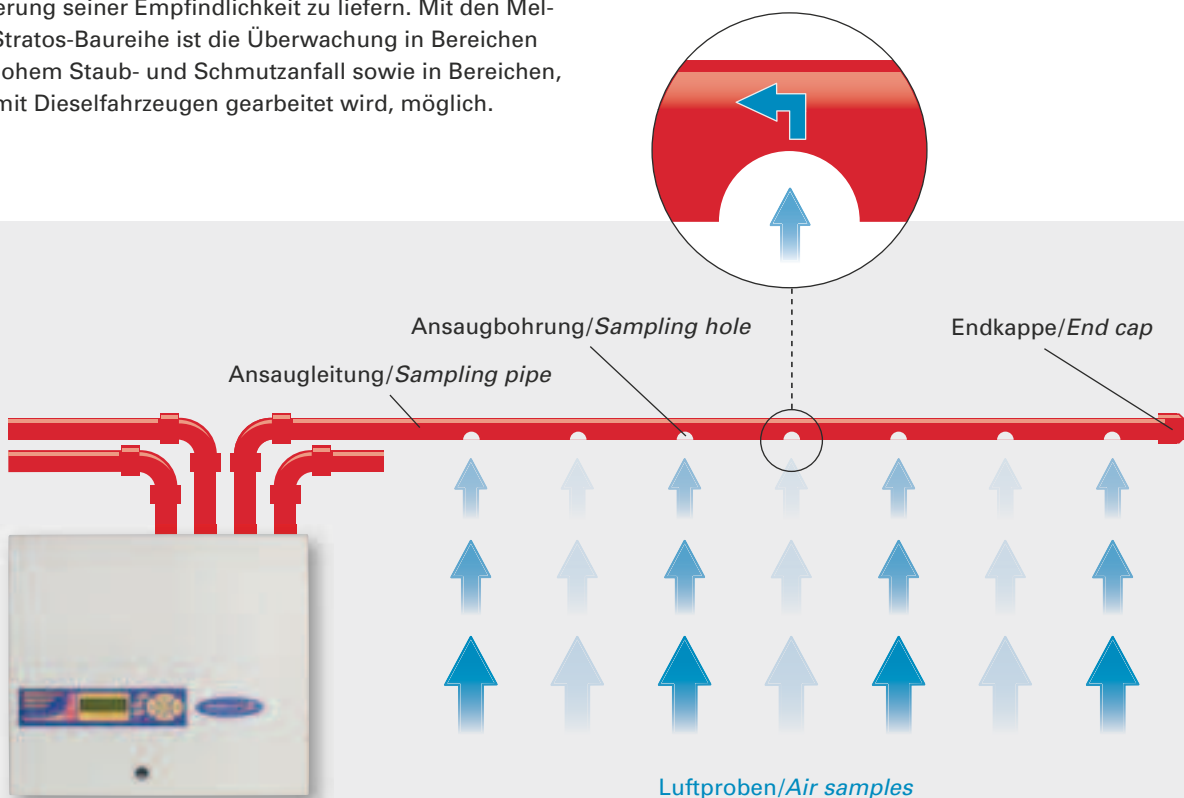 erung seiner Empfindlichkeit zu liefern. Mit den Mel-
Stratos-Baureihe ist die Überwachung in Bereichen
ohem Staub- und Schmutzanfall sowie in Bereichen,
mit Dieselfahrzeugen gearbeitet wird, möglich.
Ansaugbohrung/Sampling hole
Endkappe/End cap
Ansaugleitung/Sampling pipe
Luftproben/Air samples